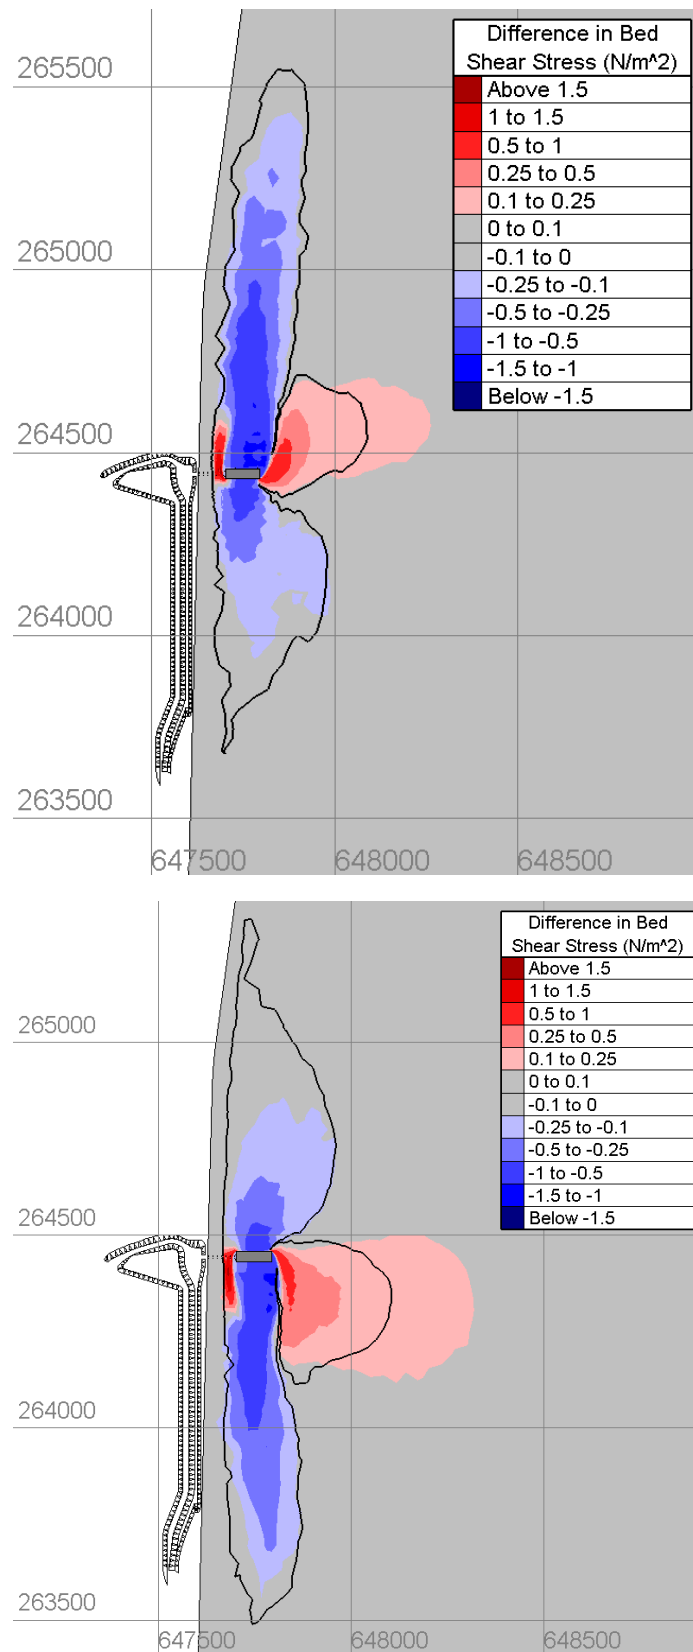 Difference in Bed
Shear Stress (N/m^2)
Above 1.5
1 to 1.5
0.5 to 1
0.25 to 0.5
0.1 to 0.25
0 to 0.1
-0.1 to 0
-0.25 to -0.1
-0.5 to -0.25
-1 to -0.5
-1.5 to -1
Below -1.5
265500
265000
264500
264000
263500
647500 648000 648500
Difference in Bed
Shear Stress (N/m^2)
Above 1.5
1 to 1.5
0.5 to 1
0.25 to 0.5
0.1 to 0.25
0 to 0.1
-0.1 to 0
-0.25 to -0.1
-0.5 to -0.25
-1 to -0.5
-1.5 to -1
Below -1.5
265000
264500
264000
263500
647500 648000 648500